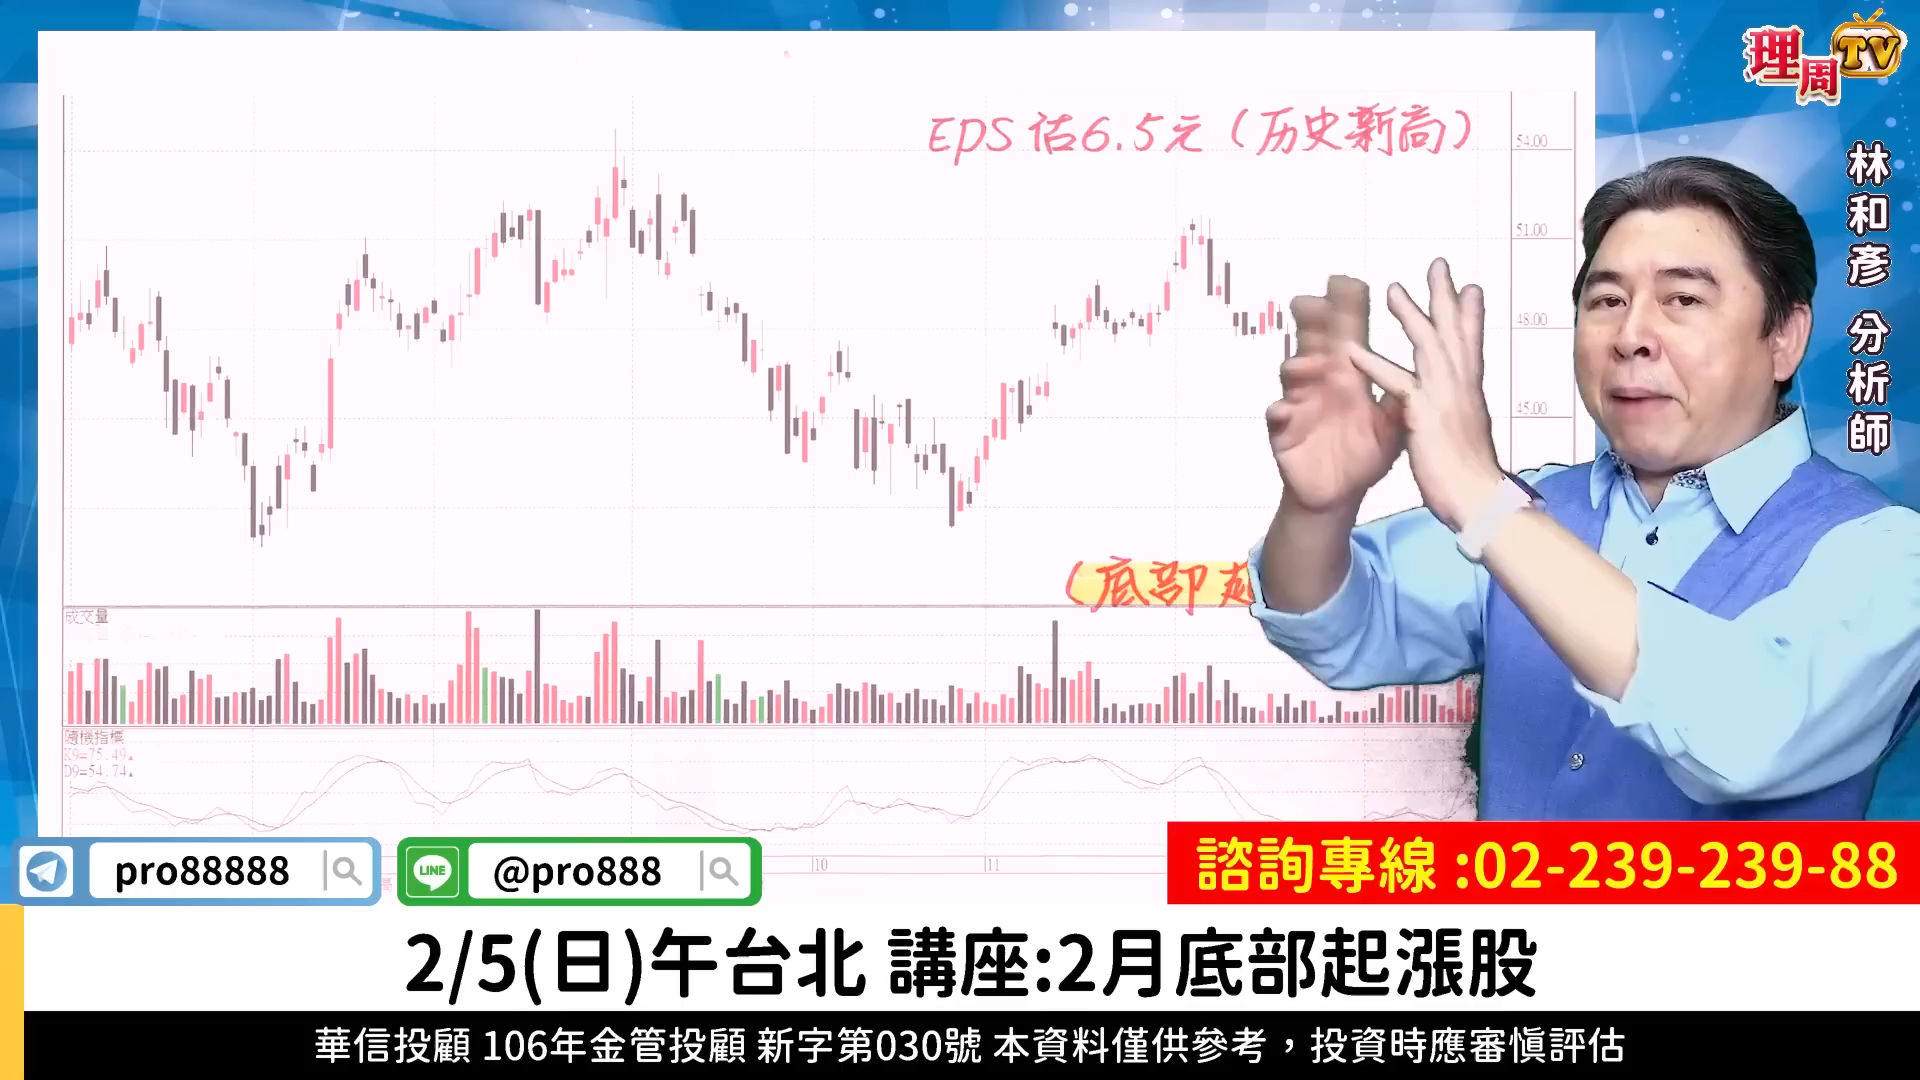 理周TV
林和彥 分析師
EPS 估6.5元(历史新高)
54.00
51.00
48.00
45.00
(底部起
成交量
隨機指標
K9=75.49
D9=54.74
10
11
pro88888
LINE
@pro888
諮詢專線 :02-239-239-88
2/5(日)午台北 講座:2月底部起漲股
華信投顧 106年金管投顧 新字第030號 本資料僅供參考,投資時應審慎評估